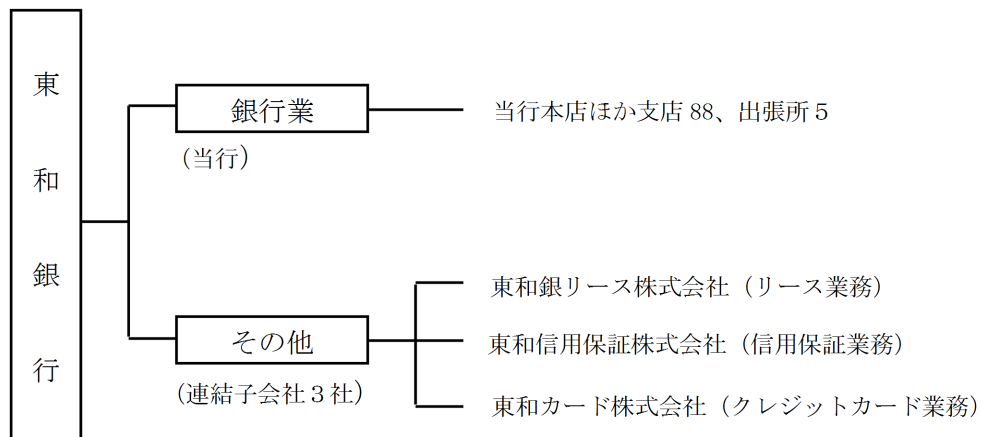 東和銀行
銀行業
当行本店ほか支店 88、出張所５
(当行)
東和銀リース株式会社（リース業務）
その他
東和信用保証株式会社（信用保証業務）
(連結子会社３社)
東和カード株式会社（クレジットカード業務）